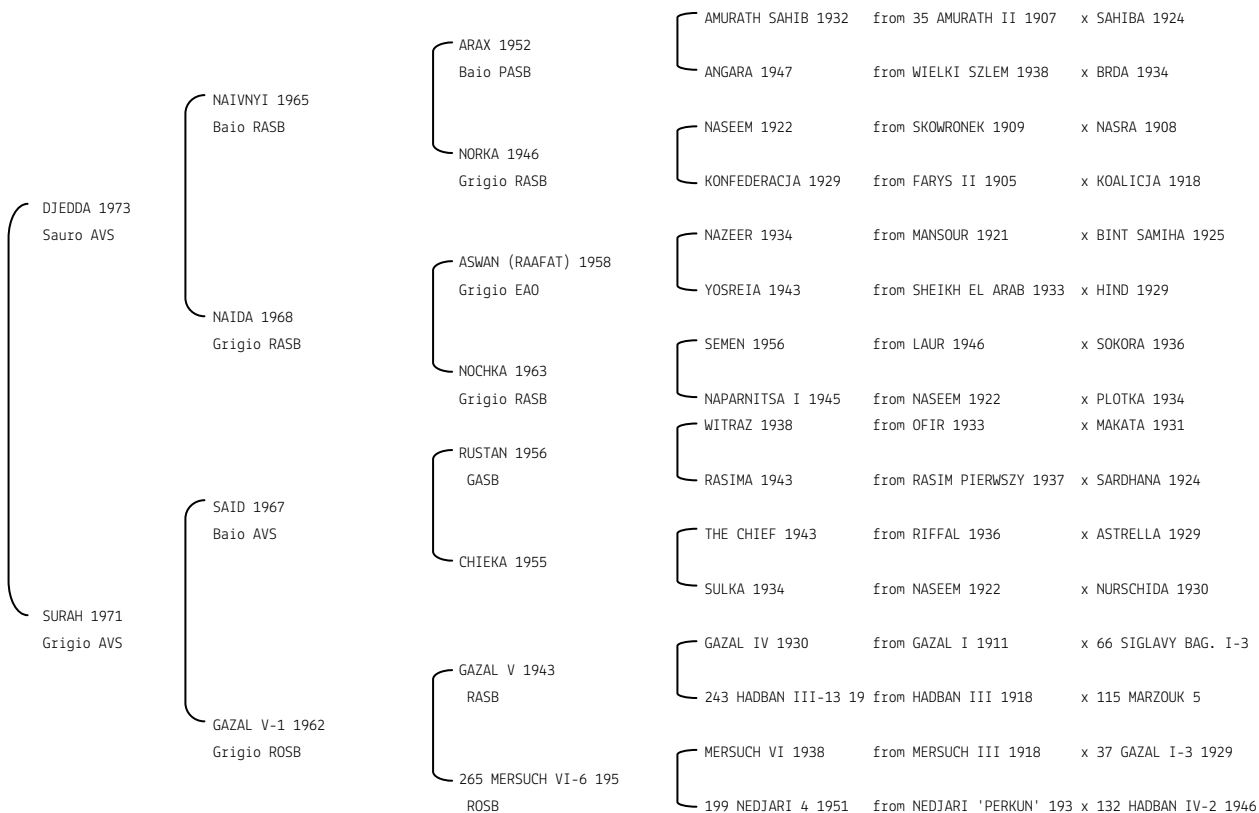 AMURATH SAHIB 1932 from 35 AMURATH II 1907 x SAHIBA 1924
ARAX 1952
Baio PASB
ANGARA 1947 from WIELKI SZLEM 1938 x BRDA 1934
NAIVNYI 1965
Baio RASB
NASEEM 1922 from SKOWRONEK 1909 x NASRA 1908
NORKA 1946
Grigio RASB
KONFEDERACJA 1929 from FARYS II 1905 x KOALICJA 1918
DJEDDA 1973
Sauro AVS
NAZEER 1934 from MANSOUR 1921 x BINT SAMIHA 1925
ASWAN (RAAFAT) 1958
Grigio EAO
YOSREIA 1943 from SHEIKH EL ARAB 1933 x HIND 1929
NAIDA 1968
Grigio RASB
SEMEN 1956 from LAUR 1946 x SOKORA 1936
NOCHKA 1963
Grigio RASB
NAPARNITSA I 1945 from NASEEM 1922 x PLOTKA 1934
WITRAZ 1938 from OFIR 1933 x MAKATA 1931
RUSTAN 1956
GASB
RASIMA 1943 from RASIM PIERWSZY 1937 x SARDHANA 1924
SAID 1967
Baio AVS
THE CHIEF 1943 from RIFFAL 1936 x ASTRELLA 1929
CHIEKA 1955
SULKA 1934 from NASEEM 1922 x NURSCHIDA 1930
SURAH 1971
Grigio AVS
GAZAL IV 1930 from GAZAL I 1911 x 66 SIGLAVY BAG. I-3
GAZAL V 1943
RASB
243 HADBAN III-13 19 from HADBAN III 1918 x 115 MARZOUK 5
GAZAL V-1 1962
Grigio ROSB
MERSUCH VI 1938 from MERSUCH III 1918 x 37 GAZAL I-3 1929
265 MERSUCH VI-6 195
ROSB
199 NEDJARI 4 1951 from NEDJARI 'PERKUN' 193 x 132 HADBAN IV-2 1946